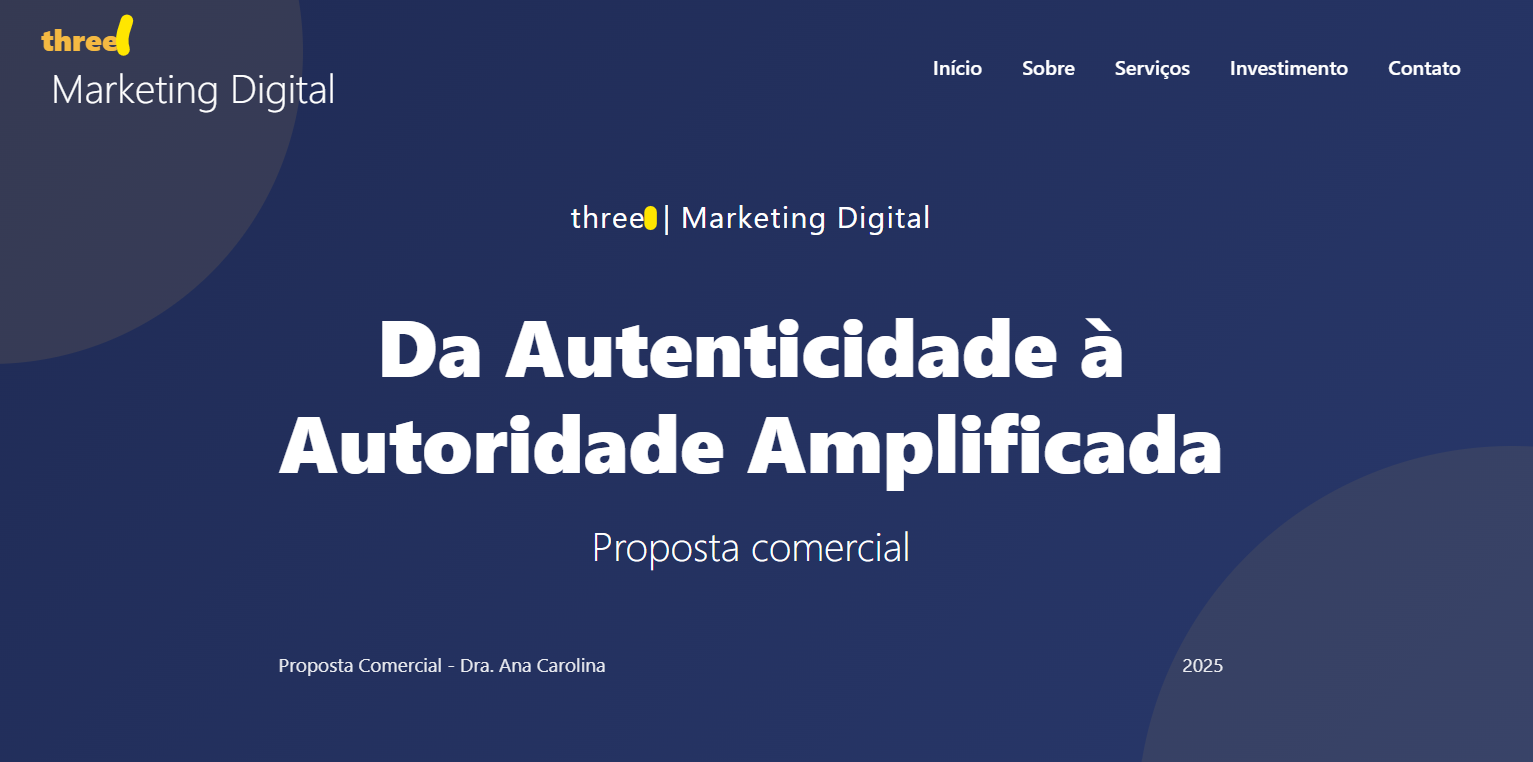 three
Marketing Digital
Início Sobre Serviços Investimento Contato
three | Marketing Digital
Da Autenticidade à
Autoridade Amplificada
Proposta comercial
Proposta Comercial - Dra. Ana Carolina
2025